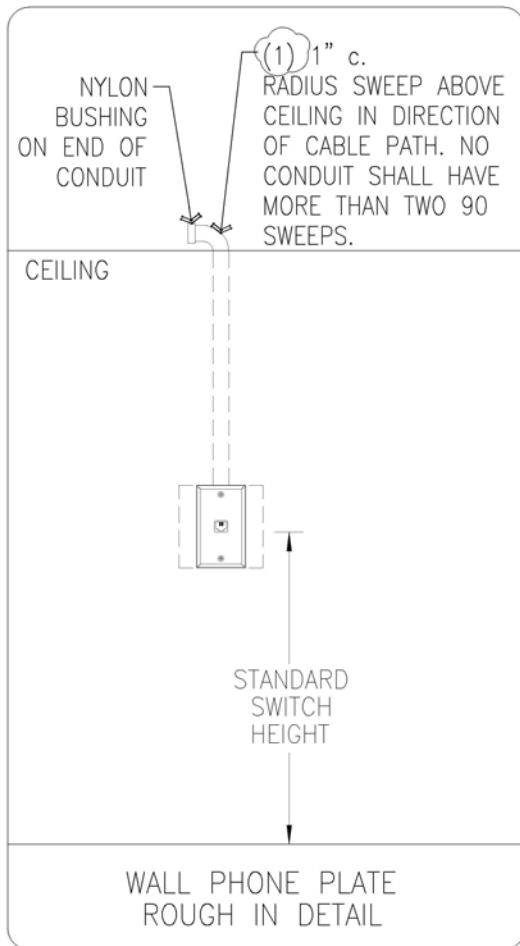 NYLON
BUSHING
ON END OF
CONDUIT
(1) 1" c.
RADIUS SWEEP ABOVE
CEILING IN DIRECTION
OF CABLE PATH. NO
CONDUIT SHALL HAVE
MORE THAN TWO 90
SWEEPS.
CEILING
STANDARD
SWITCH
HEIGHT
WALL PHONE PLATE
ROUGH IN DETAIL